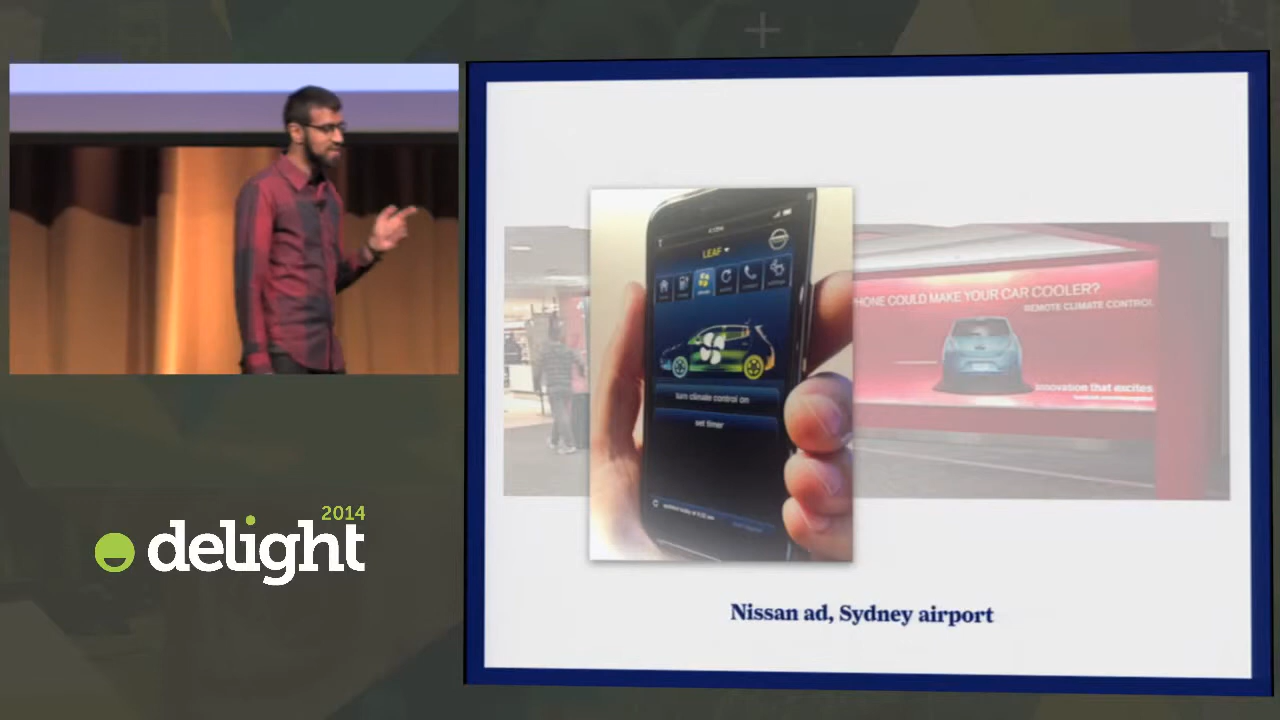 LEAF
turn climate control on
set timer
HONE COULD MAKE YOUR CAR COOLER?
REMOTE CLIMATE CONTROL
innovation that excites
Nissan ad, Sydney airport
2014
delight